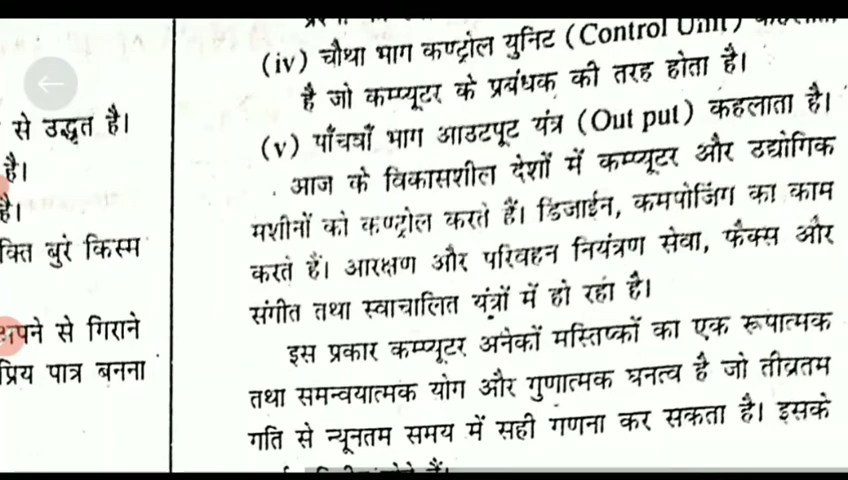 से उद्धृत है।
है।
है।
क्ति बुरे किस्म
अपने से गिराने
प्रिय पात्र बनना
(iv) चौथा भाग कण्ट्रोल युनिट (Control Unit) कहलाता
है जो कम्प्यूटर के प्रबंधक की तरह होता है।
(v) पाँचवाँ भाग आउटपूट यंत्र (Out put) कहलाता है।
आज के विकासशील देशों में कम्प्यूटर और उद्योगिक
मशीनों को कण्ट्रोल करते हैं। डिजाईन, कमपोजिंग का काम
करते हैं। आरक्षण और परिवहन नियंत्रण सेवा, फैक्स और
संगीत तथा स्वाचालित यंत्रों में हो रहा है।
इस प्रकार कम्प्यूटर अनेकों मस्तिष्कों का एक रूपात्मक
तथा समन्वयात्मक योग और गुणात्मक घनत्व है जो तीव्रतम
गति से न्यूनतम समय में सही गणना कर सकता है। इसके